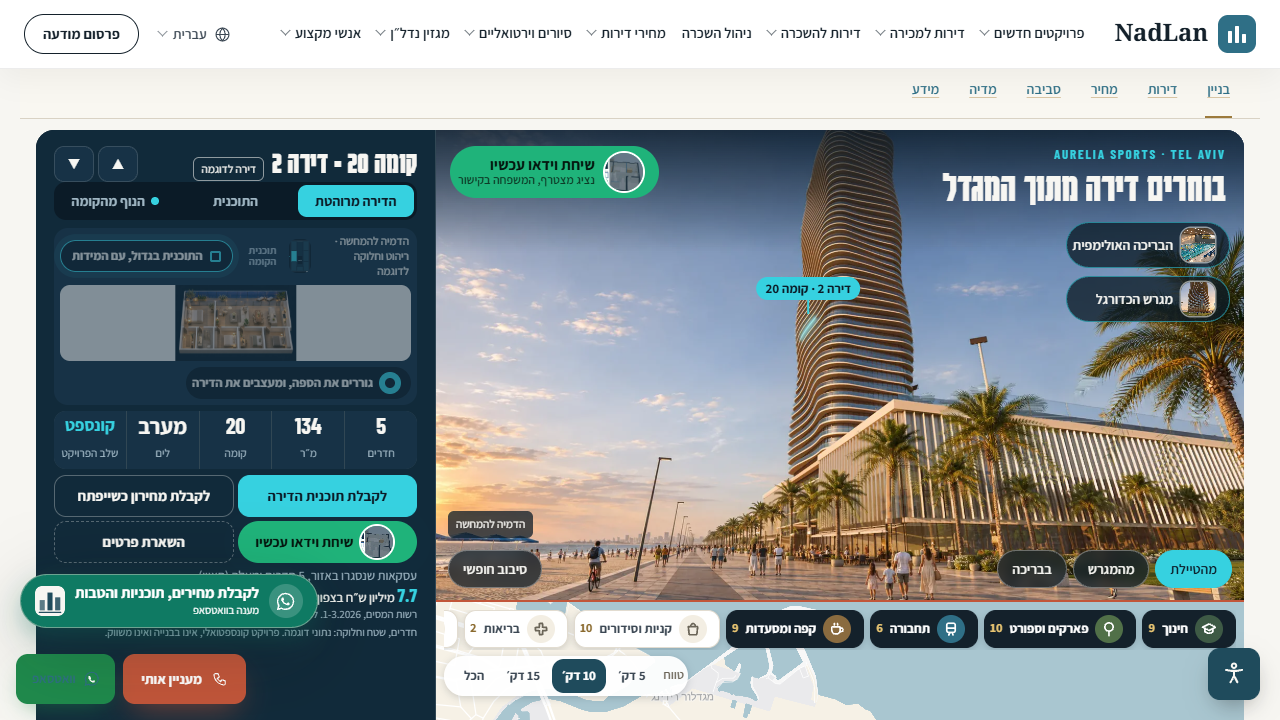 NadLan
פרויקטים חדשים
דירות למכירה
דירות להשכרה
ניהול השכרה
מחירי דירות
סיורים וירטואליים
מגזין נדל״ן
אנשי מקצוע
עברית
פרסום מודעה
בניין
דירות
מחיר
סביבה
מדיה
מידע
AURELIA SPORTS · TEL AVIV
בוחרים דירה מתוך המגדל
הבריכה האולימפית
מגרש הכדורגל
שיחת וידאו עכשיו
נציג מצטרף, המשפחה בקישור
דירה 2 · קומה 20
הדמיה להמחשה
סיבוב חופשי
מהטיילת
מהמגרש
בבריכה
קומה 20 · דירה 2
דירה לדוגמה
▲
▼
הדירה מרוהטת
התוכנית
הנוף מהקומה
הדמיה להמחשה ·
ריהוט וחלוקה
לדוגמה
תוכנית
הקומה
התוכנית בגדול, עם המידות
גוררים את הספה, ומעצבים את הדירה
5
חדרים
134
מ״ר
20
קומה
מערב
לים
קונספט
שלב הפרויקט
לקבלת תוכנית הדירה
לקבלת מחירון כשייפתח
שיחת וידאו עכשיו
השארת פרטים
עסקאות שנסגרו באזור, 5
7.7 מיליון ש״ח בצפון
רשות המסים, 1-3.2026.
חדרים, שטח וחלוקה: נתוני דוגמה. פרויקט קונספטואלי, אינו בבנייה ואינו משווק.
לקבלת מחירים, תוכניות והטבות
מענה בוואטסאפ
מעניין אותי
חינוך 9
פארקים וספורט 10
תחבורה 6
קפה ומסעדות 9
קניות וסידורים 10
בריאות 2
טווח
5 דק׳
10 דק׳
15 דק׳
הכל